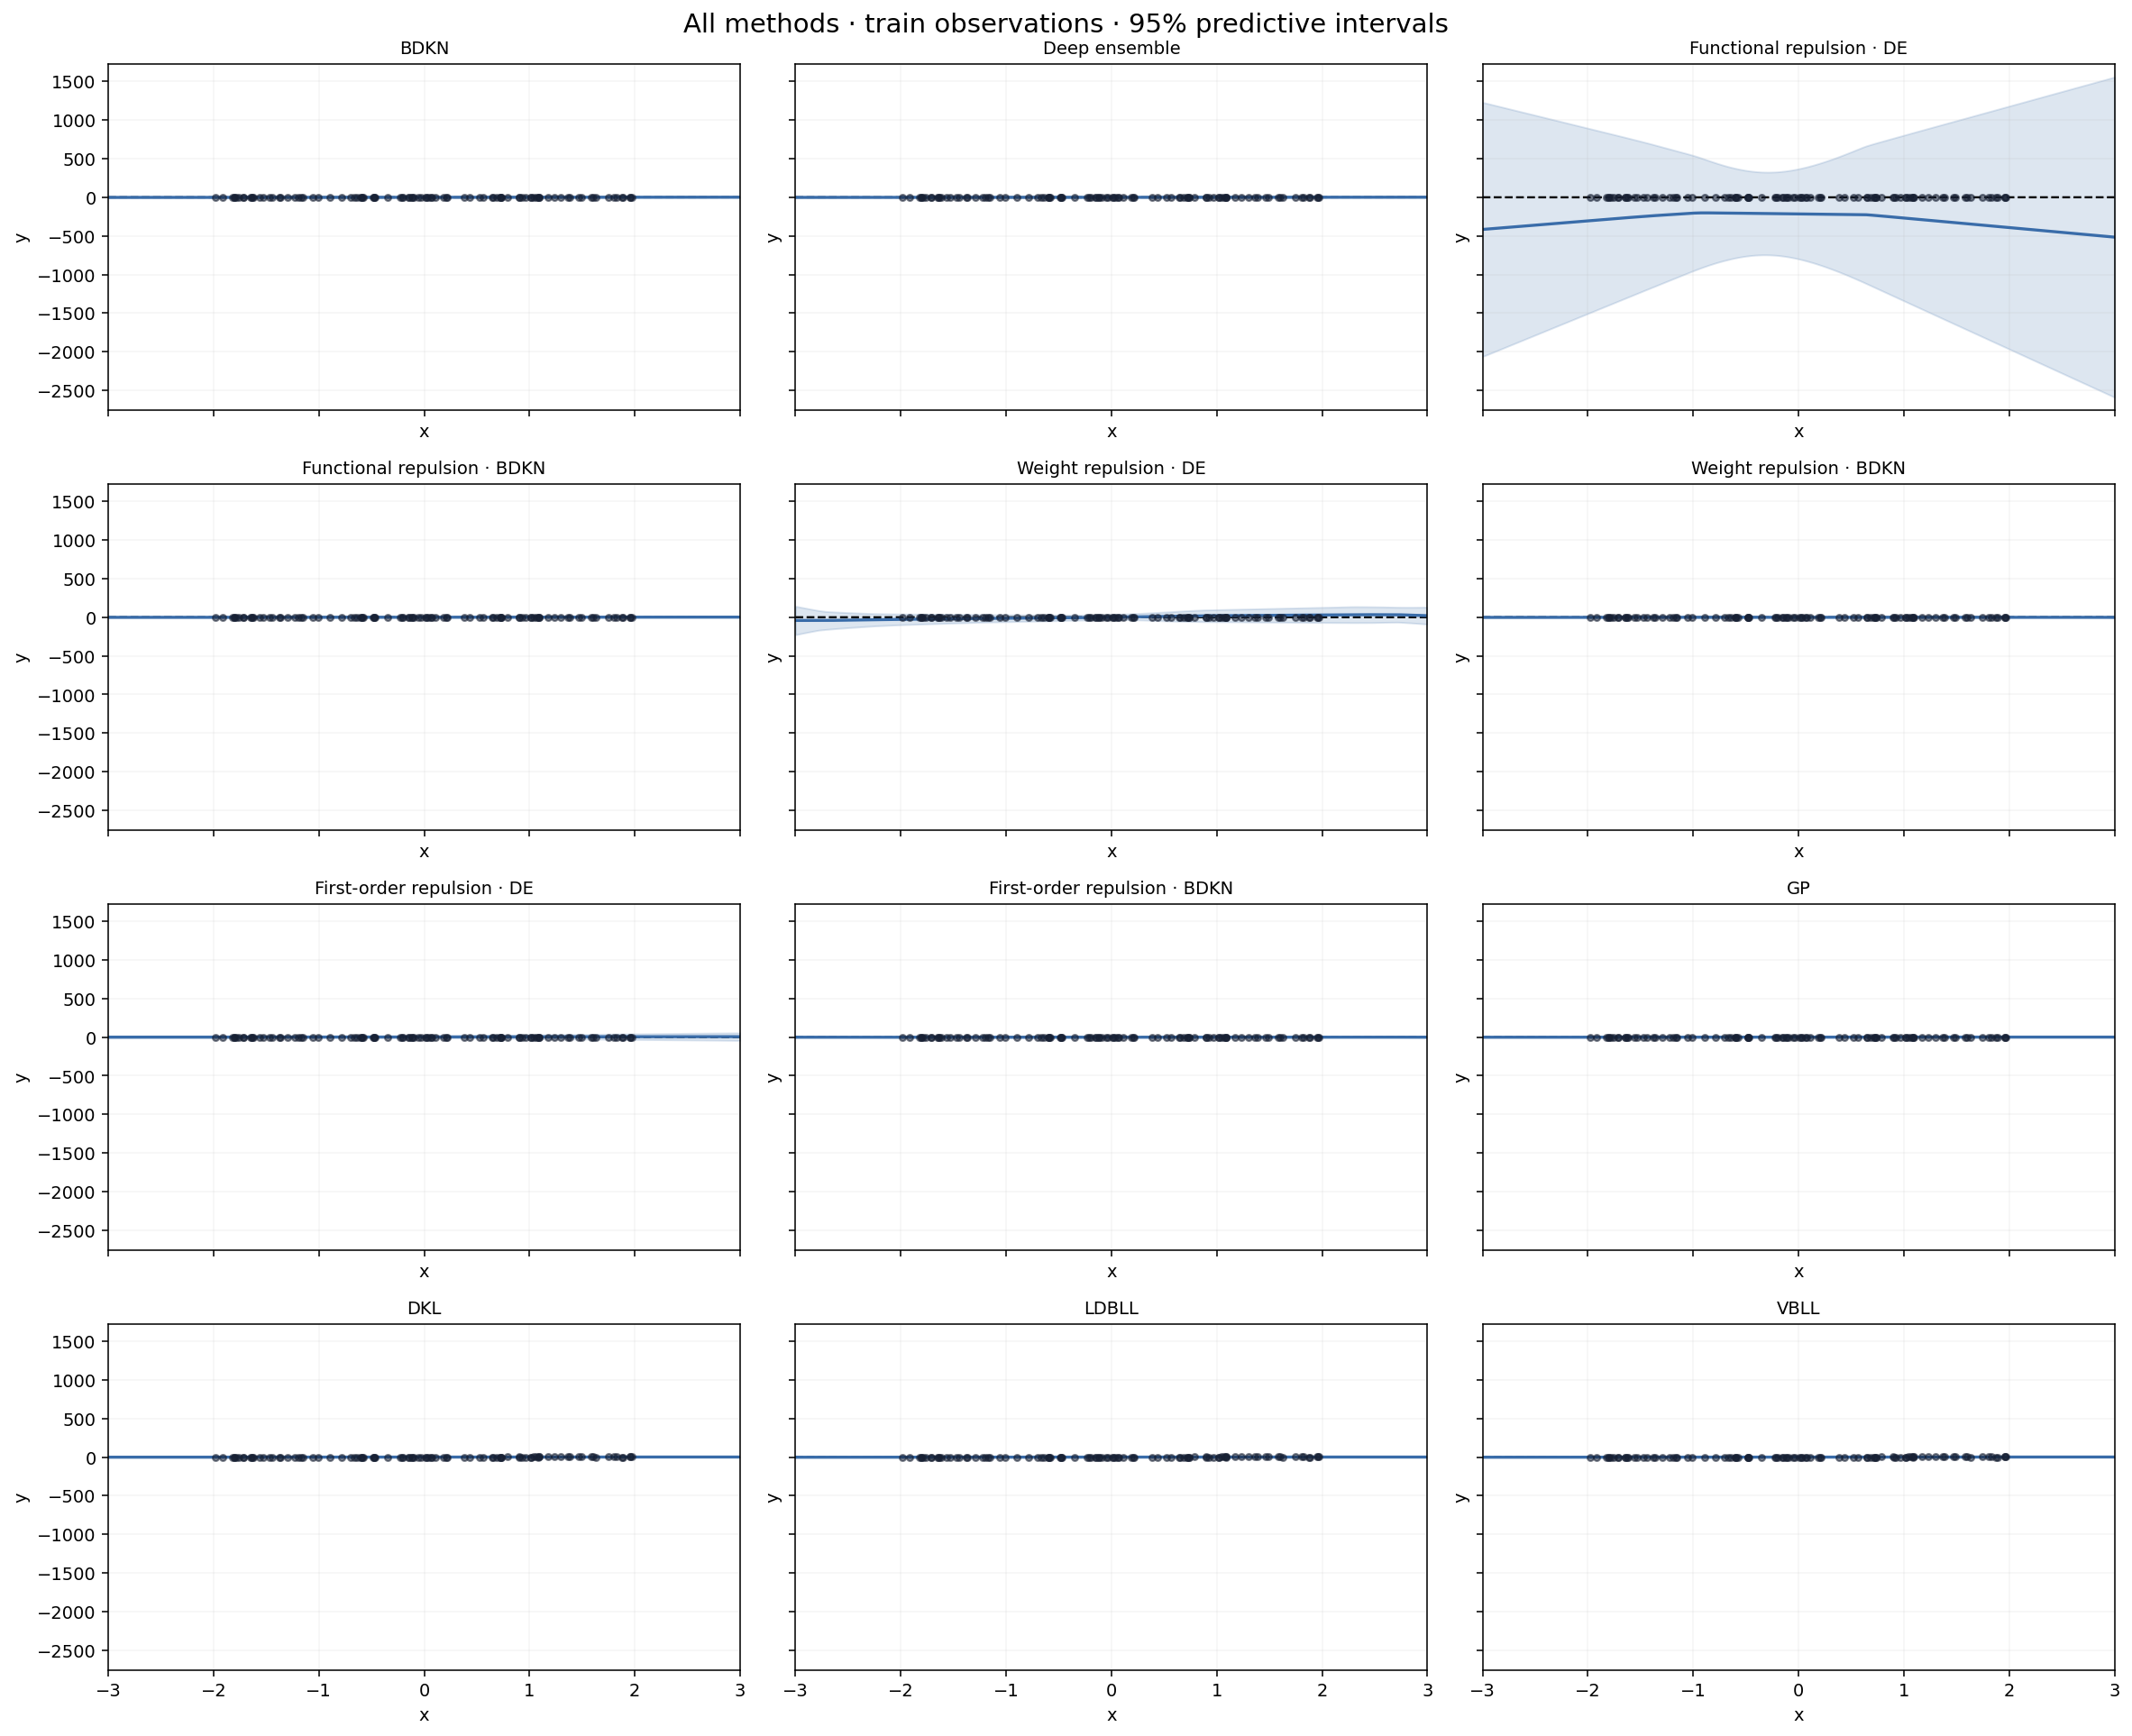 All methods · train observations · 95% predictive intervals
BDKN
Deep ensemble
Functional repulsion · DE
1500
1000
500
0
−500
−1000
−1500
−2000
−2500
y
y
y
x
x
x
Functional repulsion · BDKN
Weight repulsion · DE
Weight repulsion · BDKN
1500
1000
500
0
−500
−1000
−1500
−2000
−2500
y
y
y
x
x
x
First-order repulsion · DE
First-order repulsion · BDKN
GP
1500
1000
500
0
−500
−1000
−1500
−2000
−2500
y
y
y
x
x
x
DKL
LDBLL
VBLL
1500
1000
500
0
−500
−1000
−1500
−2000
−2500
y
y
y
−3 −2 −1 0 1 2 3
−3 −2 −1 0 1 2 3
−3 −2 −1 0 1 2 3
x
x
x